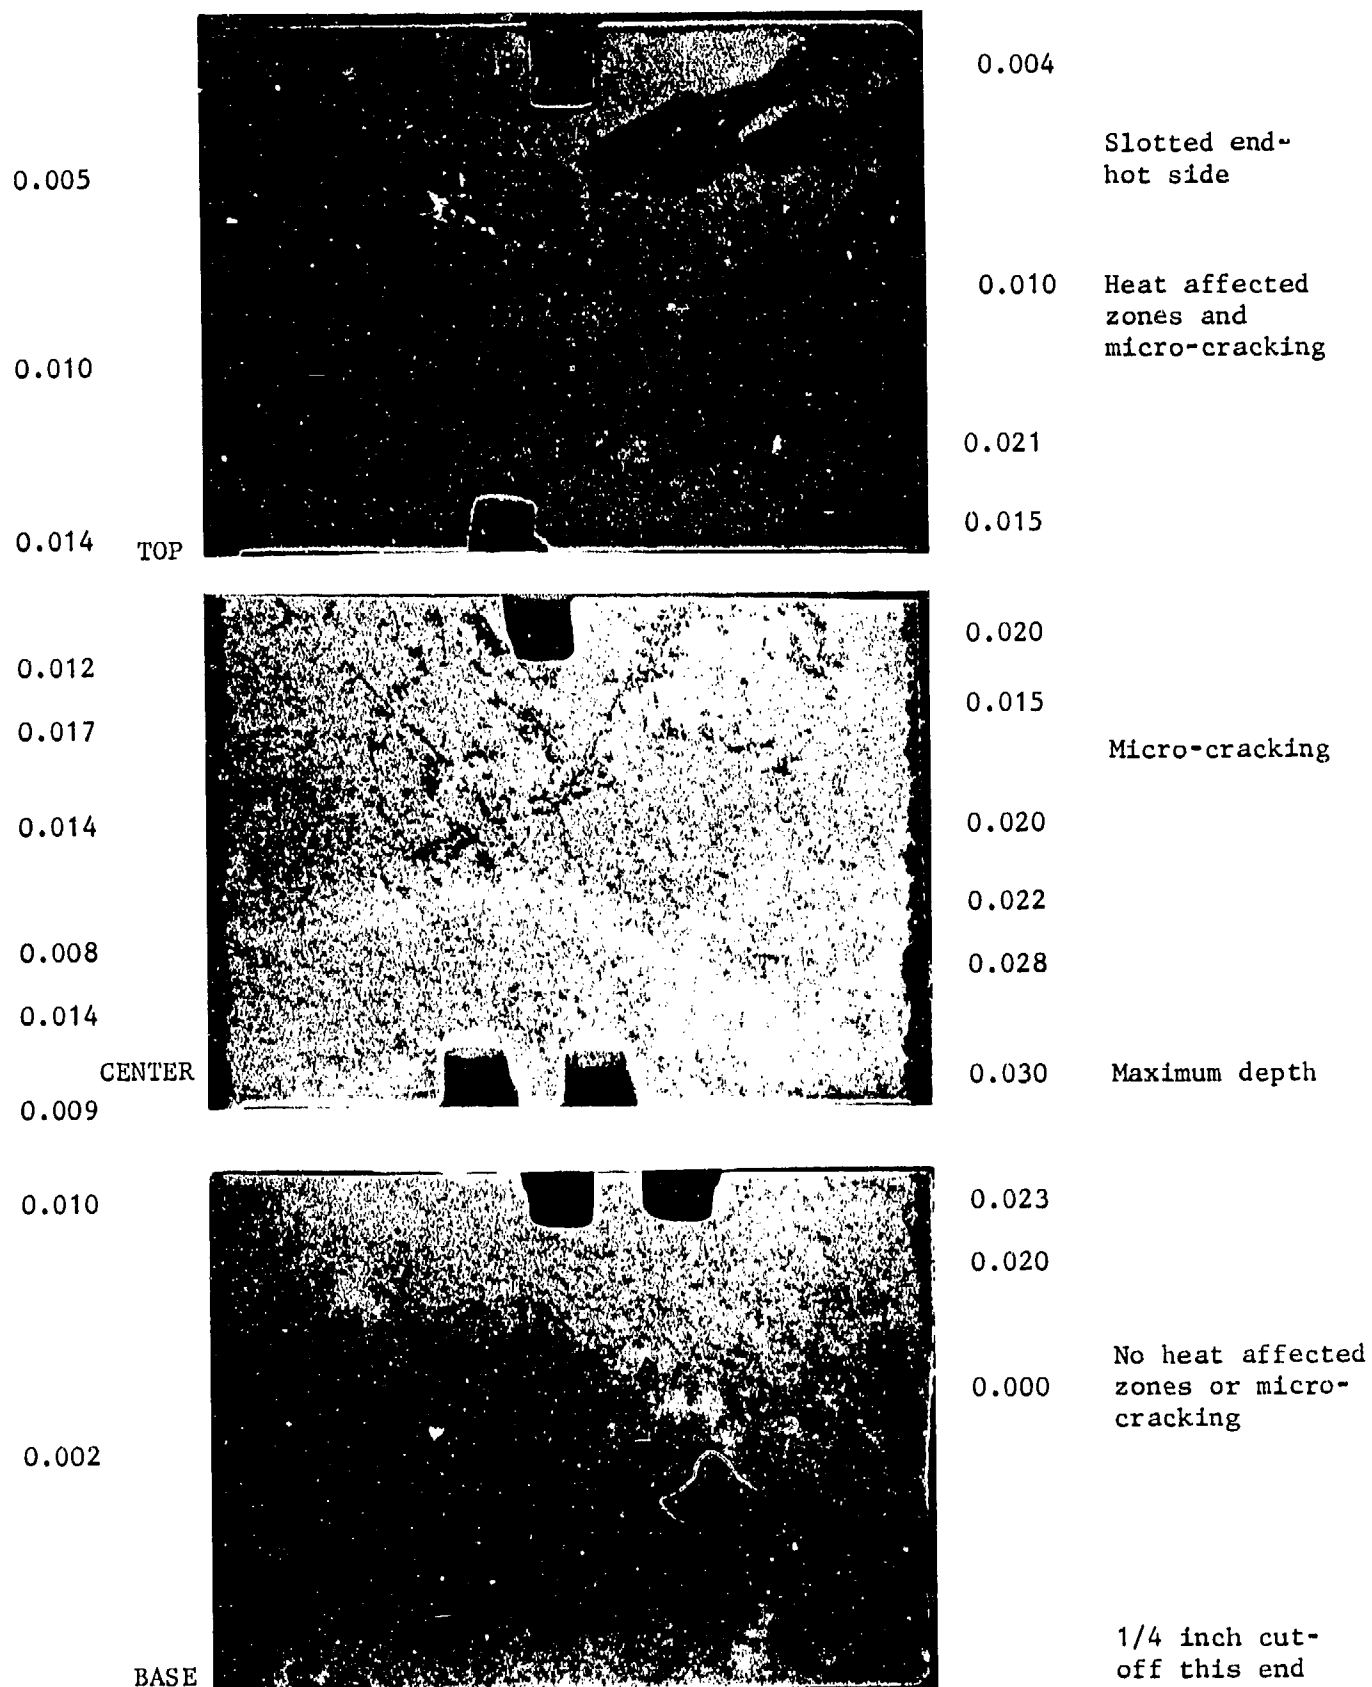 0.004
Slotted end-
hot side
0.005
0.010
Heat affected
zones and
micro-cracking
0.010
0.021
0.015
0.014
TOP
0.020
0.012
0.015
0.017
Micro-cracking
0.014
0.020
0.022
0.008
0.028
0.014
CENTER
0.030
Maximum depth
0.009
0.010
0.023
0.020
No heat affected
zones or micro-
cracking
0.000
0.002
1/4 inch cut-
off this end
BASE